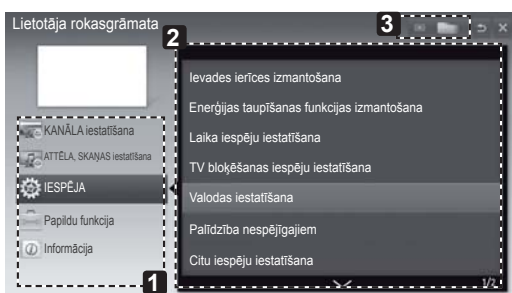 Lietotāja rokasgrāmata
3
2
KANĀLA iestatīšana
ATTĒLA, SKAŅAS iestatīšana
IESPĒJA
Papildu funkcija
Informācija
1
Ievades ierīces izmantošana
Enerģijas taupīšanas funkcijas izmantošana
Laika iespēju iestatīšana
TV bloķēšanas iespēju iestatīšana
Valodas iestatīšana
Palīdzība nespējīgajiem
Citu iespēju iestatīšana
1/2